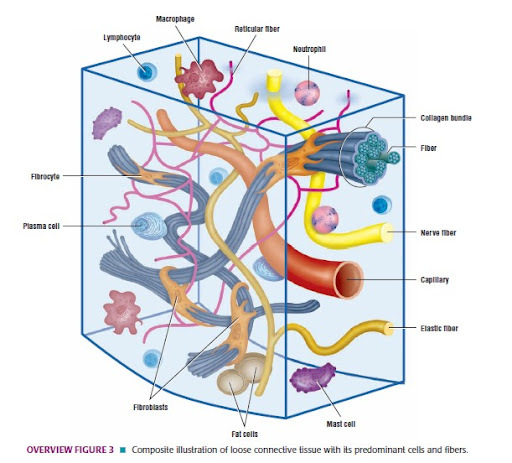 Macrophage
Lymphocyte
Reticular fiber
Neutrophil
Collagen bundle
Fiber
Fibrocyte
Plasma cell
Nerve fiber
Capillary
Elastic fiber
Fibroblasts
Fat cells
Mast cell
OVERVIEW FIGURE 3 ■ Composite illustration of loose connective tissue with its predominant cells and fibers.